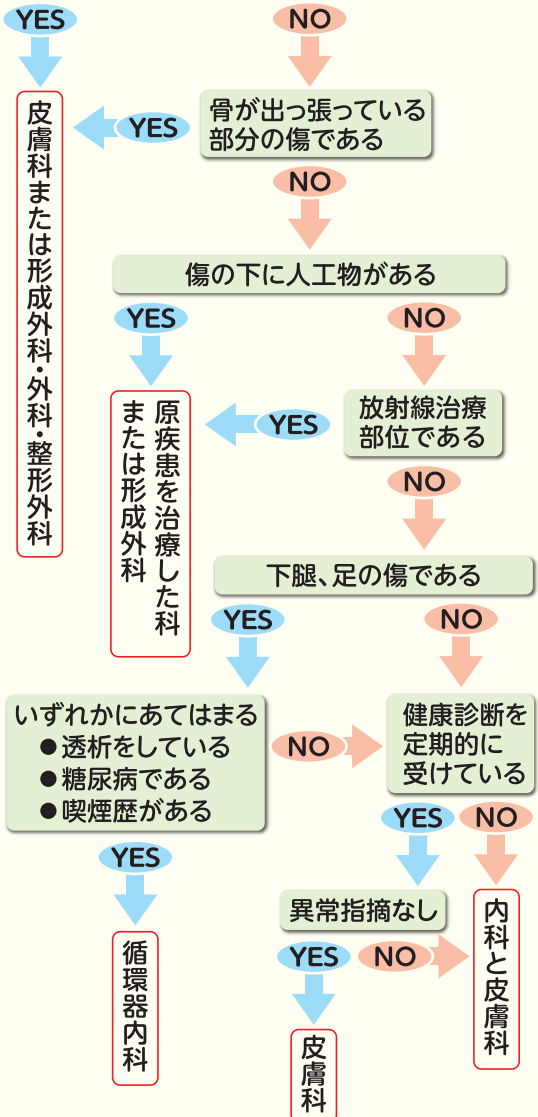 YES
NO
骨が出っ張っている
部分の傷である
YES
皮膚科または形成外科・外科・整形外科
NO
傷の下に人工物がある
YES
NO
放射線治療
部位である
YES
原疾患を治療した科
または形成外科
NO
下腿、足の傷である
YES
NO
いずれかにあてはまる
●透析をしている
●糖尿病である
●喫煙歴がある
NO
健康診断を
定期的に
受けている
YES
NO
YES
異常指摘なし
内科と皮膚科
循環器内科
YES
NO
皮膚科